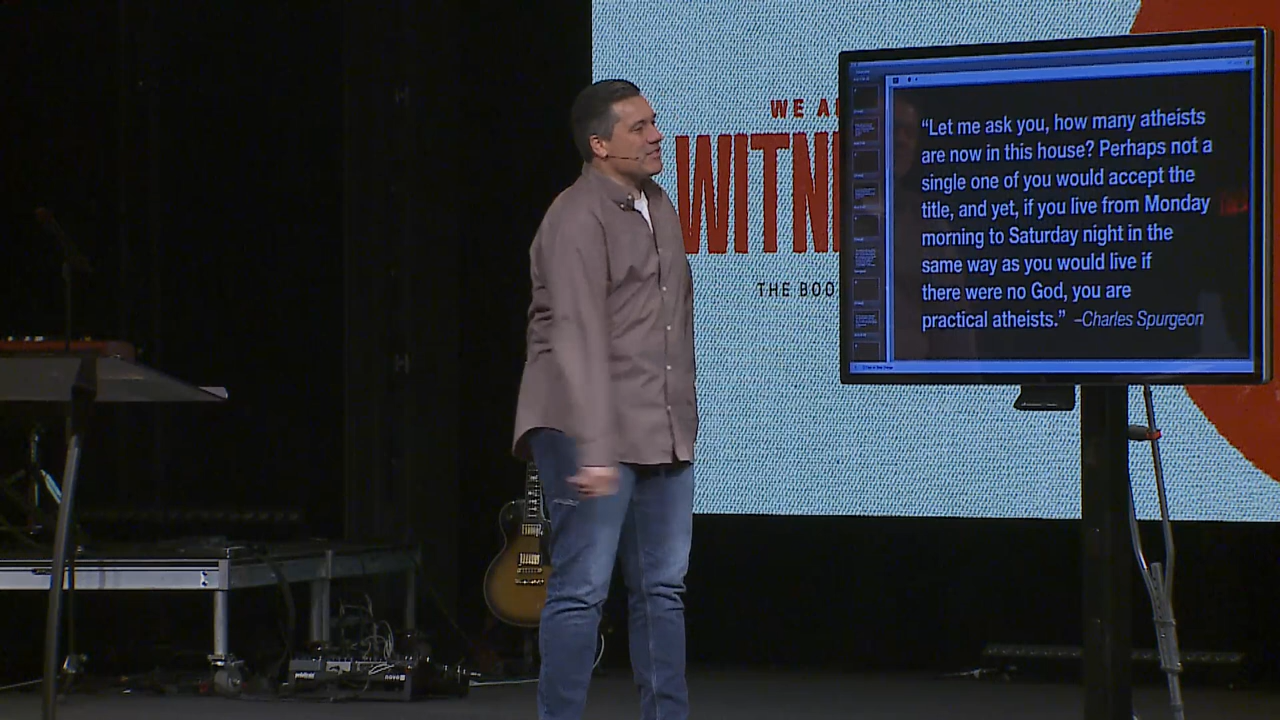 WE A
WITN
THE BOO
“Let me ask you, how many atheists
are now in this house? Perhaps not a
single one of you would accept the
title, and yet, if you live from Monday
morning to Saturday night in the
same way as you would live if
there were no God, you are
practical atheists.” –Charles Spurgeon